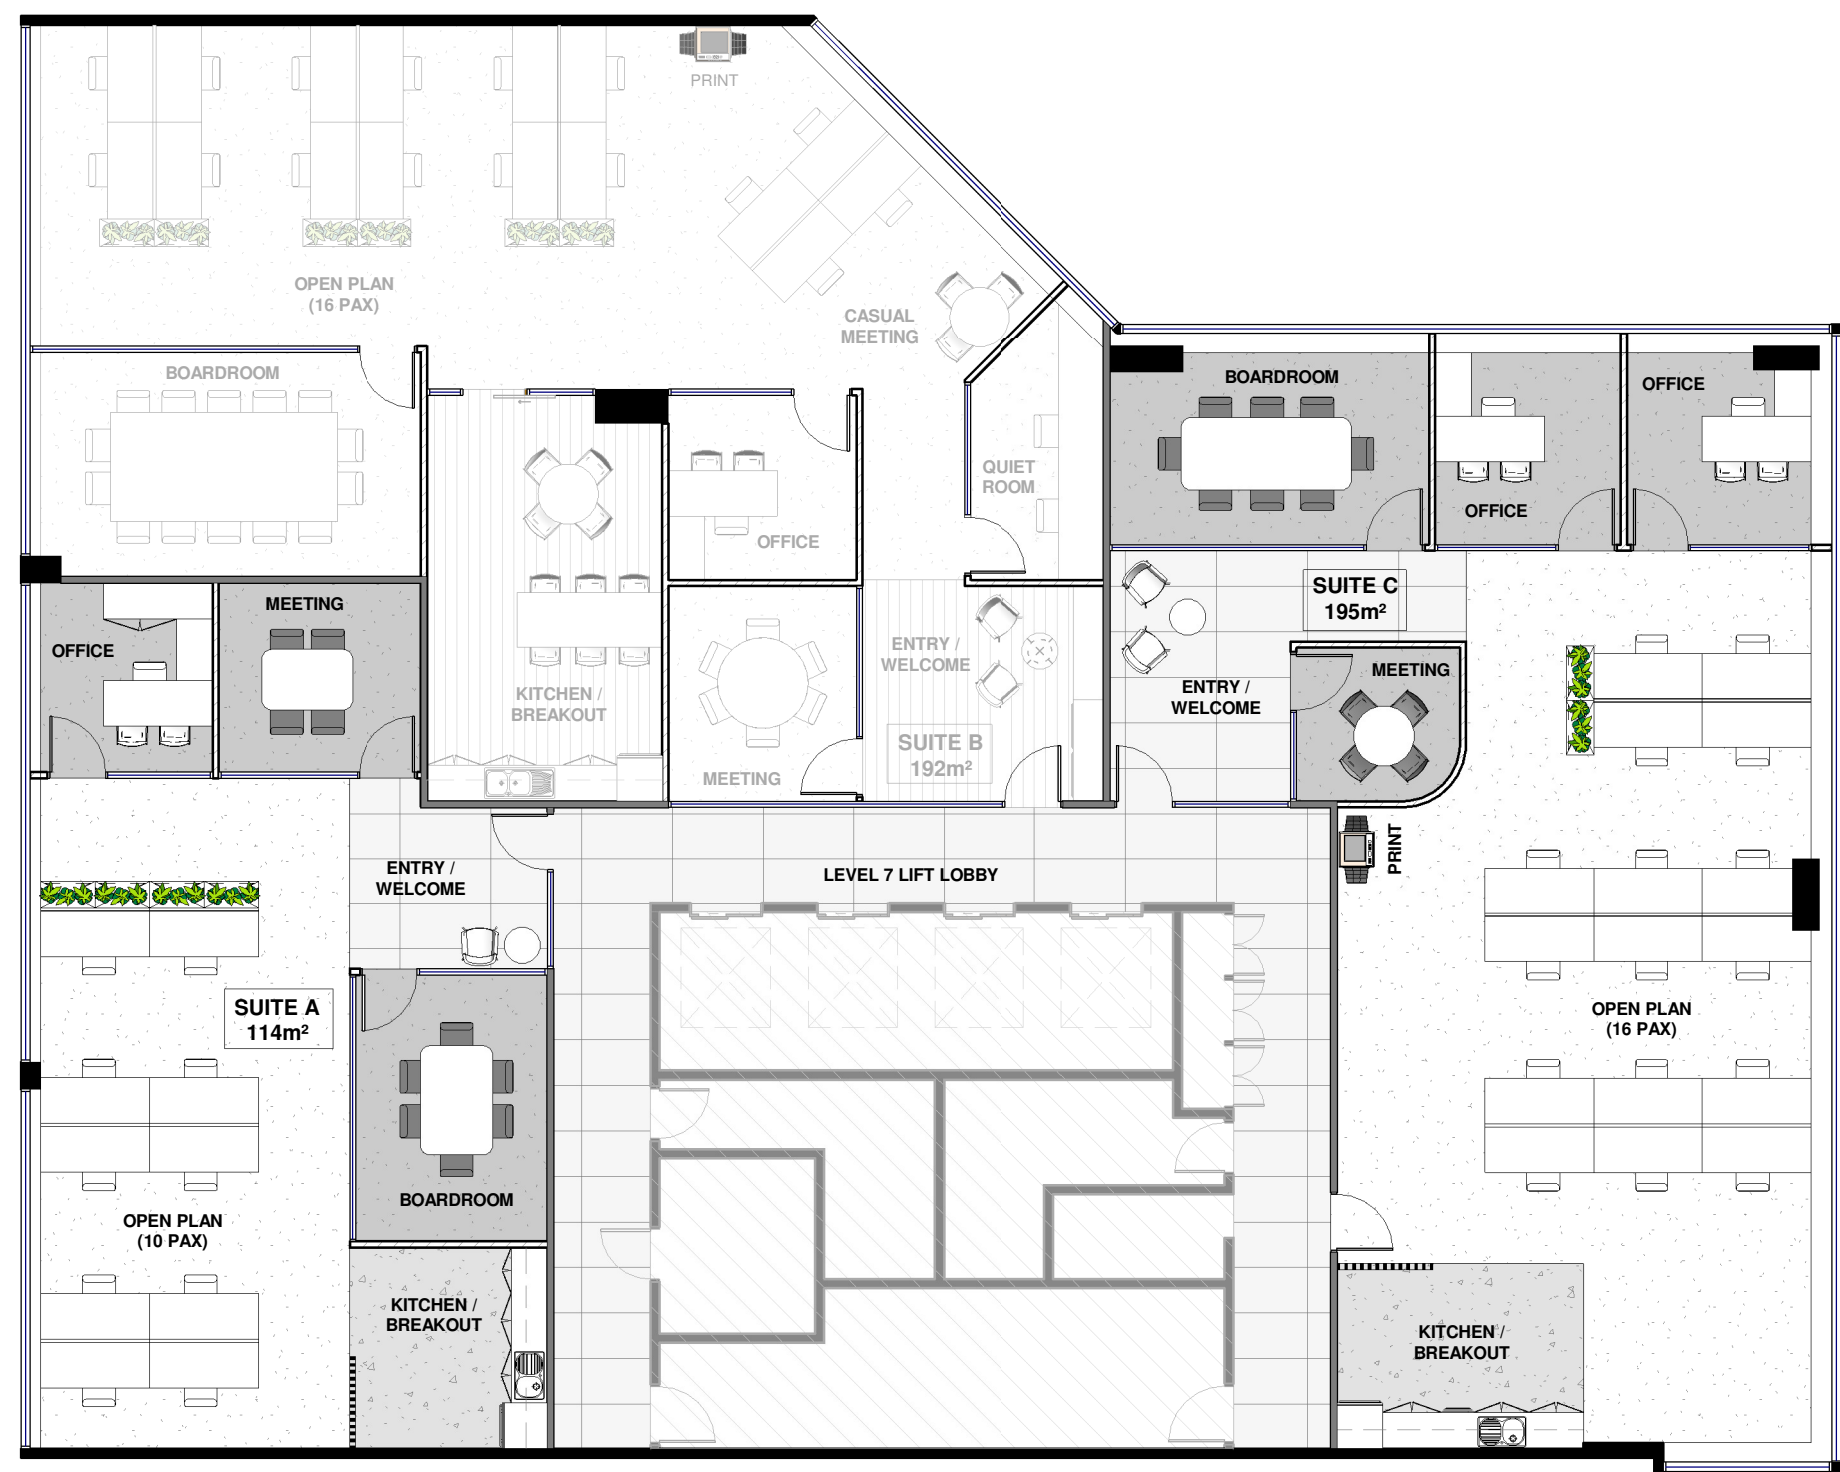 PRINT
OPEN PLAN
(16 PAX)
CASUAL
MEETING
BOARDROOM
QUIET
ROOM
OFFICE
KITCHEN /
BREAKOUT
MEETING
ENTRY /
WELCOME
SUITE B
192m²
BOARDROOM
OFFICE
OFFICE
SUITE C
195m²
MEETING
ENTRY /
WELCOME
PRINT
OPEN PLAN
(16 PAX)
KITCHEN /
BREAKOUT
OFFICE
MEETING
ENTRY /
WELCOME
LEVEL 7 LIFT LOBBY
SUITE A
114m²
BOARDROOM
OPEN PLAN
(10 PAX)
KITCHEN /
BREAKOUT